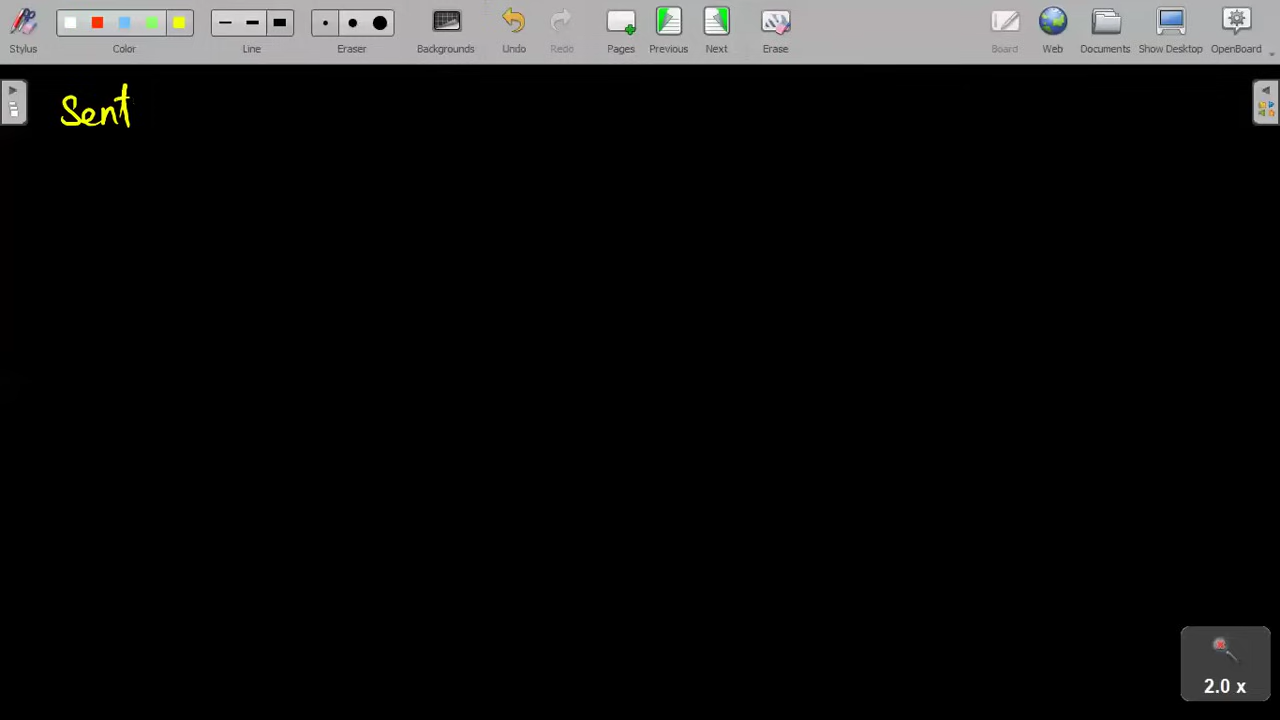 Stylus Color Line Eraser Backgrounds Undo Redo Pages Previous Next Erase Board Web Documents Show Desktop OpenBoard
Sent
2.0 x